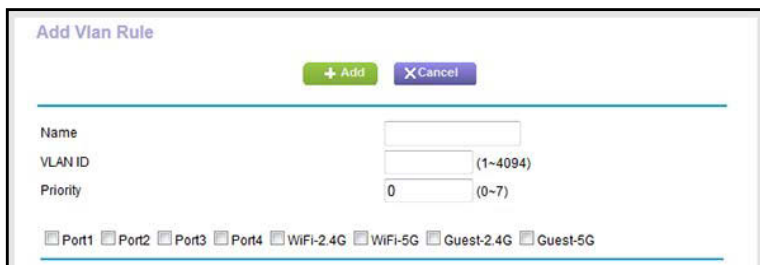 Add Vlan Rule
+ Add X Cancel
Name
VLAN ID (1~4094)
Priority 0 (0~7)
Port1 Port2 Port3 Port4 WiFi-2.4G WiFi-5G Guest-2.4G Guest-5G